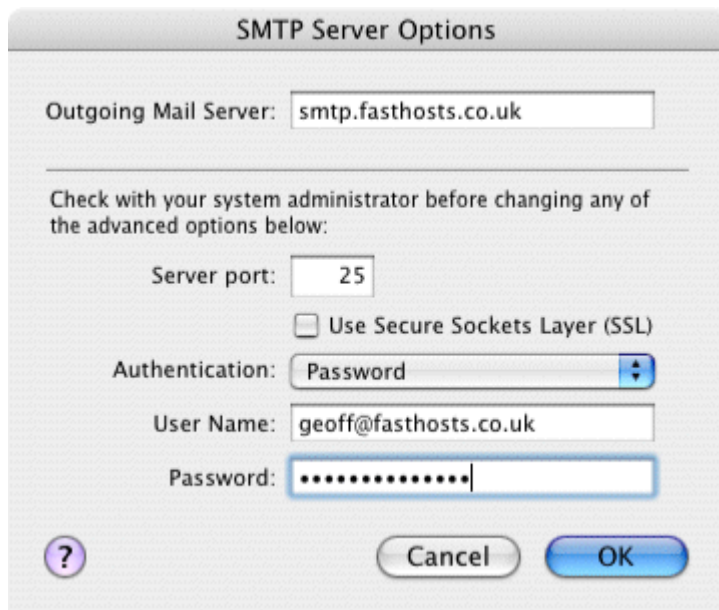 SMTP Server Options
Outgoing Mail Server: smtp.fasthosts.co.uk
Check with your system administrator before changing any of
the advanced options below:
Server port: 25
Use Secure Sockets Layer (SSL)
Authentication: Password
User Name: geoff@fasthosts.co.uk
Password: ••••••••••••••
? Cancel OK